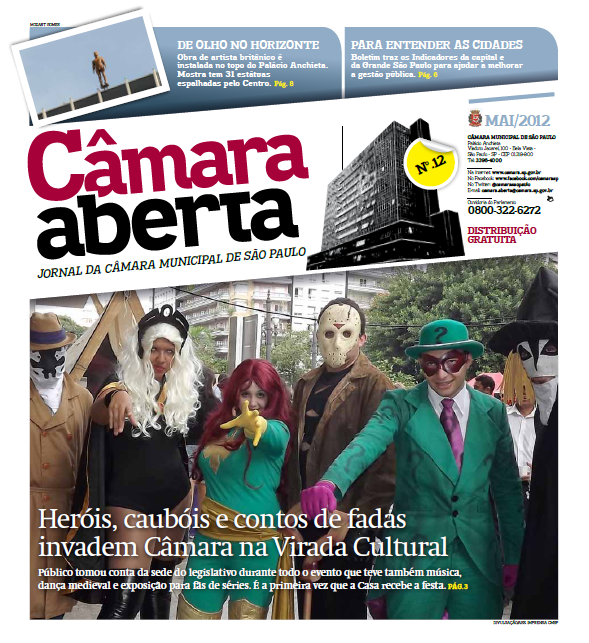 MOZART GOMES
DE OLHO NO HORIZONTE
Obra de artista britânico é
instalada no topo do Palácio Anchieta.
Mostra tem 31 estátuas
espalhadas pelo Centro. Pág. 8
PARA ENTENDER AS CIDADES
Boletim traz os Indicadores da capital e
da Grande São Paulo para ajudar a melhorar
a gestão pública. Pág. 6
Câmara
aberta
JORNAL DA CÂMARA MUNICIPAL DE SÃO PAULO
Nº 12
MAI/2012
CÂMARA MUNICIPAL DE SÃO PAULO
Palácio Anchieta
Viaduto Jacareí, 100 - Bela Vista -
São Paulo - SP - CEP 01319-900
Tel. 3396-4000
Na internet: www.camara.sp.gov.br
No Facebook: www.facebook.com/camarasp
No Twitter: @camarasaopaulo
Email: camara.aberta@camara.sp.gov.br
Ouvidoria do Parlamento
0800-322-6272
DISTRIBUIÇÃO
GRATUITA
Heróis, caubóis e contos de fadas
invadem Câmara na Virada Cultural
Público tomou conta da sede do legislativo durante todo o evento que teve também música,
dança medieval e exposição para fãs de séries. É a primeira vez que a Casa recebe a festa. PÁG.3
DIVULGAÇÃO/ASS. IMPRENSA CMSP